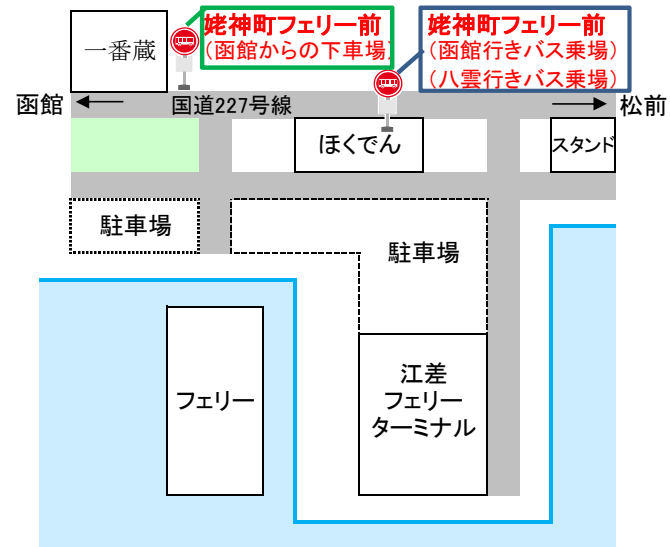 一番蔵
姥神町フェリー前
(函館からの下車場)
姥神町フェリー前
(函館行きバス乗場)
(八雲行きバス乗場)
函館
国道227号線
松前
ほくでん
スタンド
駐車場
駐車場
フェリー
江差
フェリー
ターミナル